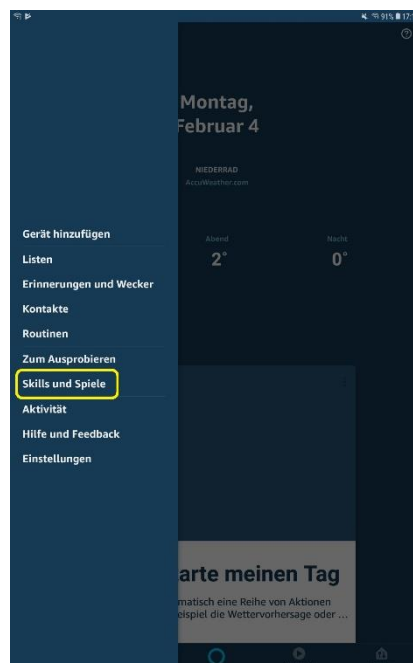 91% 17:
Montag,
Februar 4
NIEDERRAD
AccuWeather.com
Gerät hinzufügen
Listen
Abend Nacht
2° 0°
Erinnerungen und Wecker
Kontakte
Routinen
Zum Ausprobieren
Skills und Spiele
Aktivität
Hilfe und Feedback
Einstellungen
arte meinen Tag
matisch eine Reihe von Aktionen
eispiel die Wettervorhersage oder ...